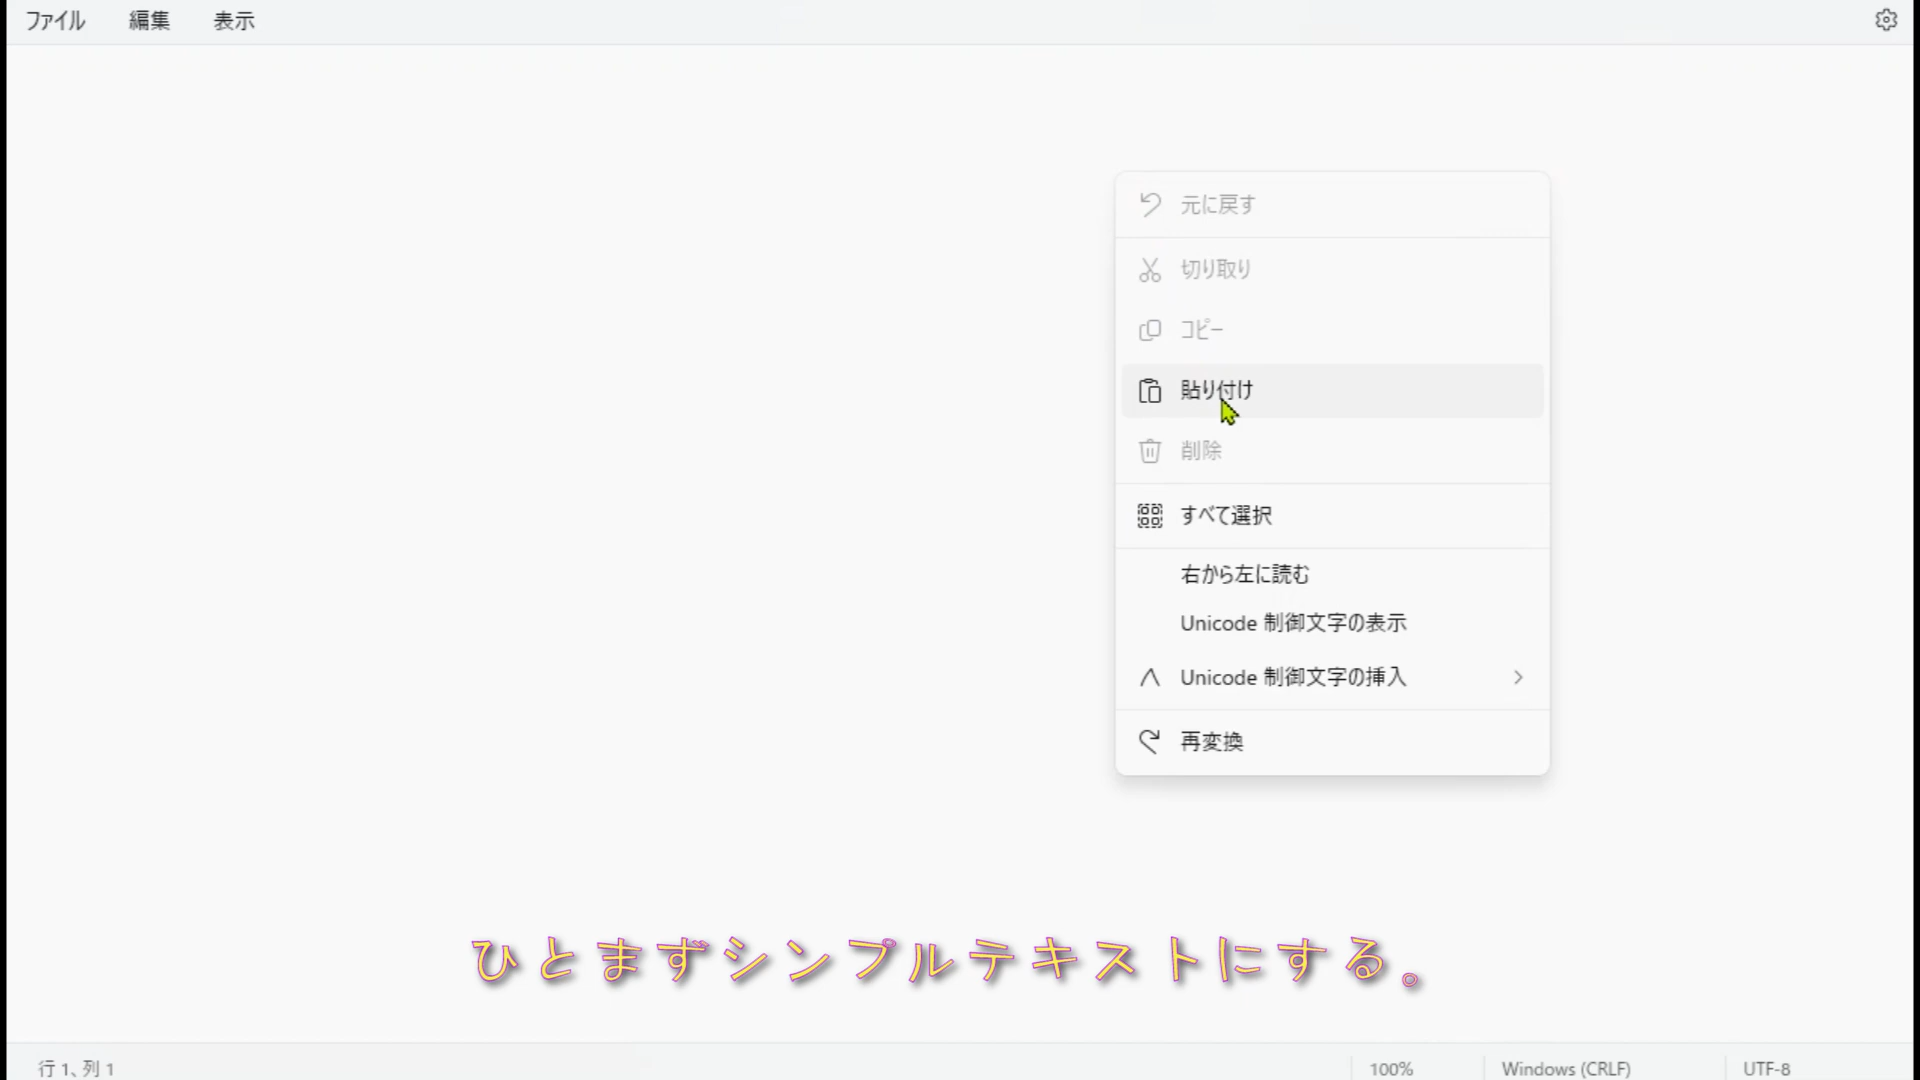 ファイル 編集 表示
元に戻す
切り取り
コピー
貼り付け
削除
すべて選択
右から左に読む
Unicode 制御文字の表示
Unicode 制御文字の挿入
再変換
ひとまずシンプルテキストにする。
行 1、列 1 100% Windows (CRLF) UTF-8